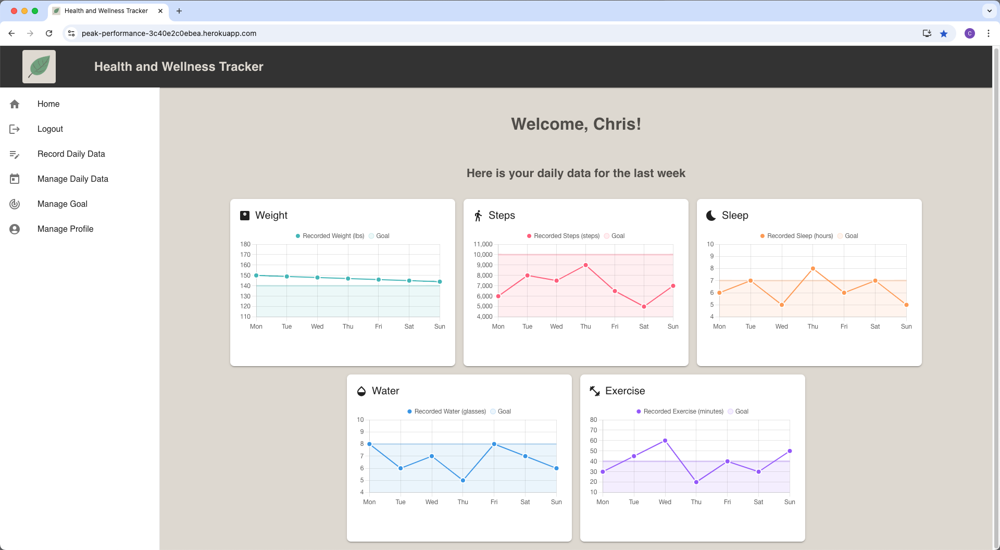 Health and Wellness Tracker
peak-performance-3c40e2c0ebea.herokuapp.com
C
Health and Wellness Tracker
Home
Logout
Record Daily Data
Manage Daily Data
Manage Goal
Manage Profile
Welcome, Chris!
Here is your daily data for the last week
Weight
Recorded Weight (lbs) Goal
180
170
160
150
140
130
120
110
Mon Tue Wed Thu Fri Sat Sun
Steps
Recorded Steps (steps) Goal
11,000
10,000
9,000
8,000
7,000
6,000
5,000
4,000
Mon Tue Wed Thu Fri Sat Sun
Sleep
Recorded Sleep (hours) Goal
10
9
8
7
6
5
4
Mon Tue Wed Thu Fri Sat Sun
Water
Recorded Water (glasses) Goal
10
9
8
7
6
5
4
Mon Tue Wed Thu Fri Sat Sun
Exercise
Recorded Exercise (minutes) Goal
80
70
60
50
40
30
20
10
Mon Tue Wed Thu Fri Sat Sun